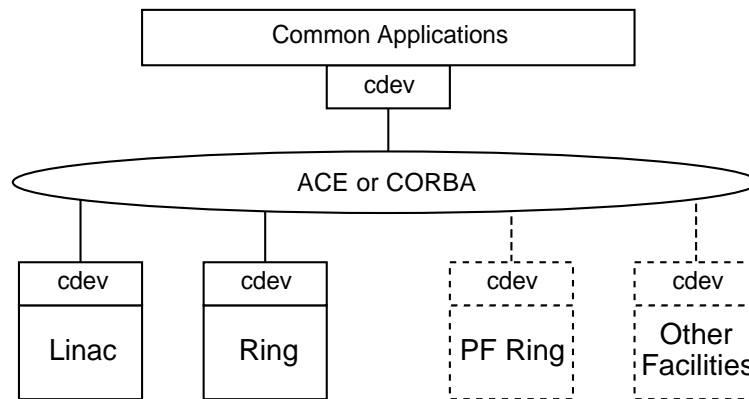 Common Applications
cdev
ACE or CORBA
cdev
cdev
cdev
cdev
Linac
Ring
PF Ring
Other
Facilities